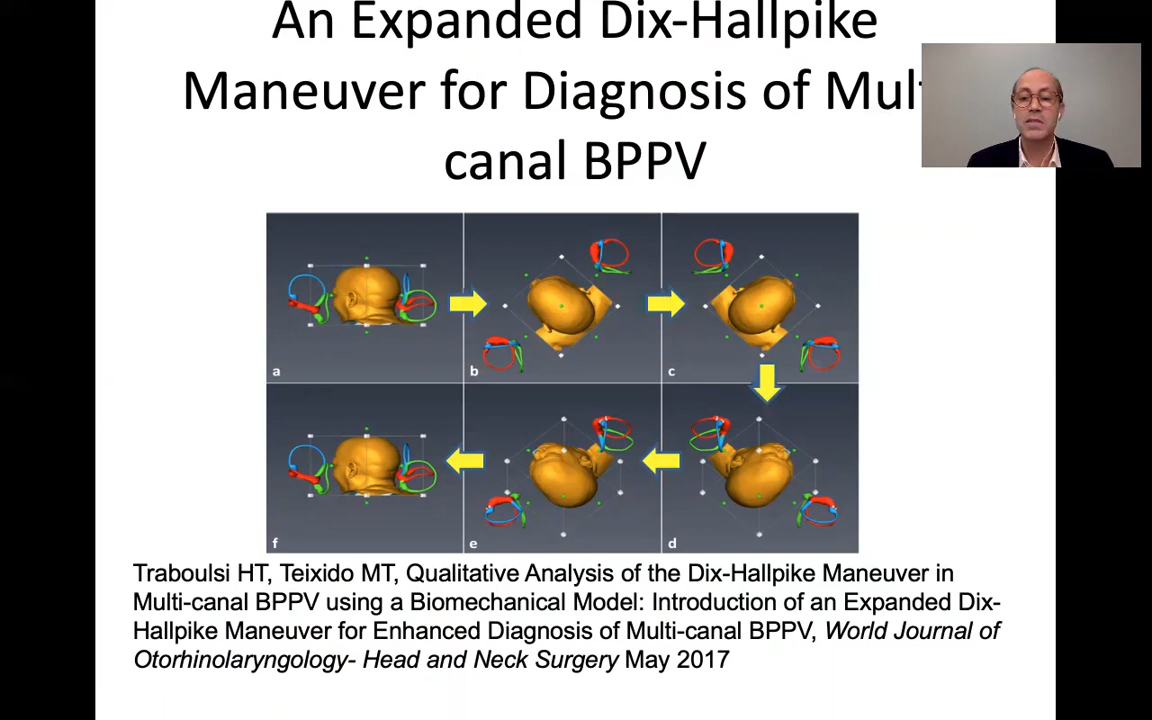 An Expanded Dix-Hallpike
Maneuver for Diagnosis of
canal BPPV
a
b
c
f
e
d
Traboulsi HT, Teixido MT, Qualitative Analysis of the Dix-Hallpike Maneuver in
Multi-canal BPPV using a Biomechanical Model: Introduction of an Expanded Dix-
Hallpike Maneuver for Enhanced Diagnosis of Multi-canal BPPV, World Journal of
Otorhinolaryngology- Head and Neck Surgery May 2017